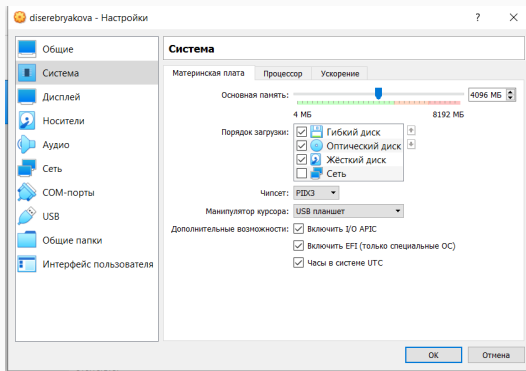 diserebryakova - Настройки
?
Общие
Система
Дисплей
Носители
Аудио
Сеть
COM-порты
USB
Общие папки
Интерфейс пользователя
Система
Материнская плата Процессор Ускорение
Основная память: 4096 МБ
4 МБ 8192 МБ
Порядок загрузки: Гибкий диск
Оптический диск
Жёсткий диск
Сеть
Чипсет: PIIX3
Манипулятор курсора: USB планшет
Дополнительные возможности: Включить I/O APIC
Включить EFI (только специальные ОС)
Часы в системе UTC
OK Отмена